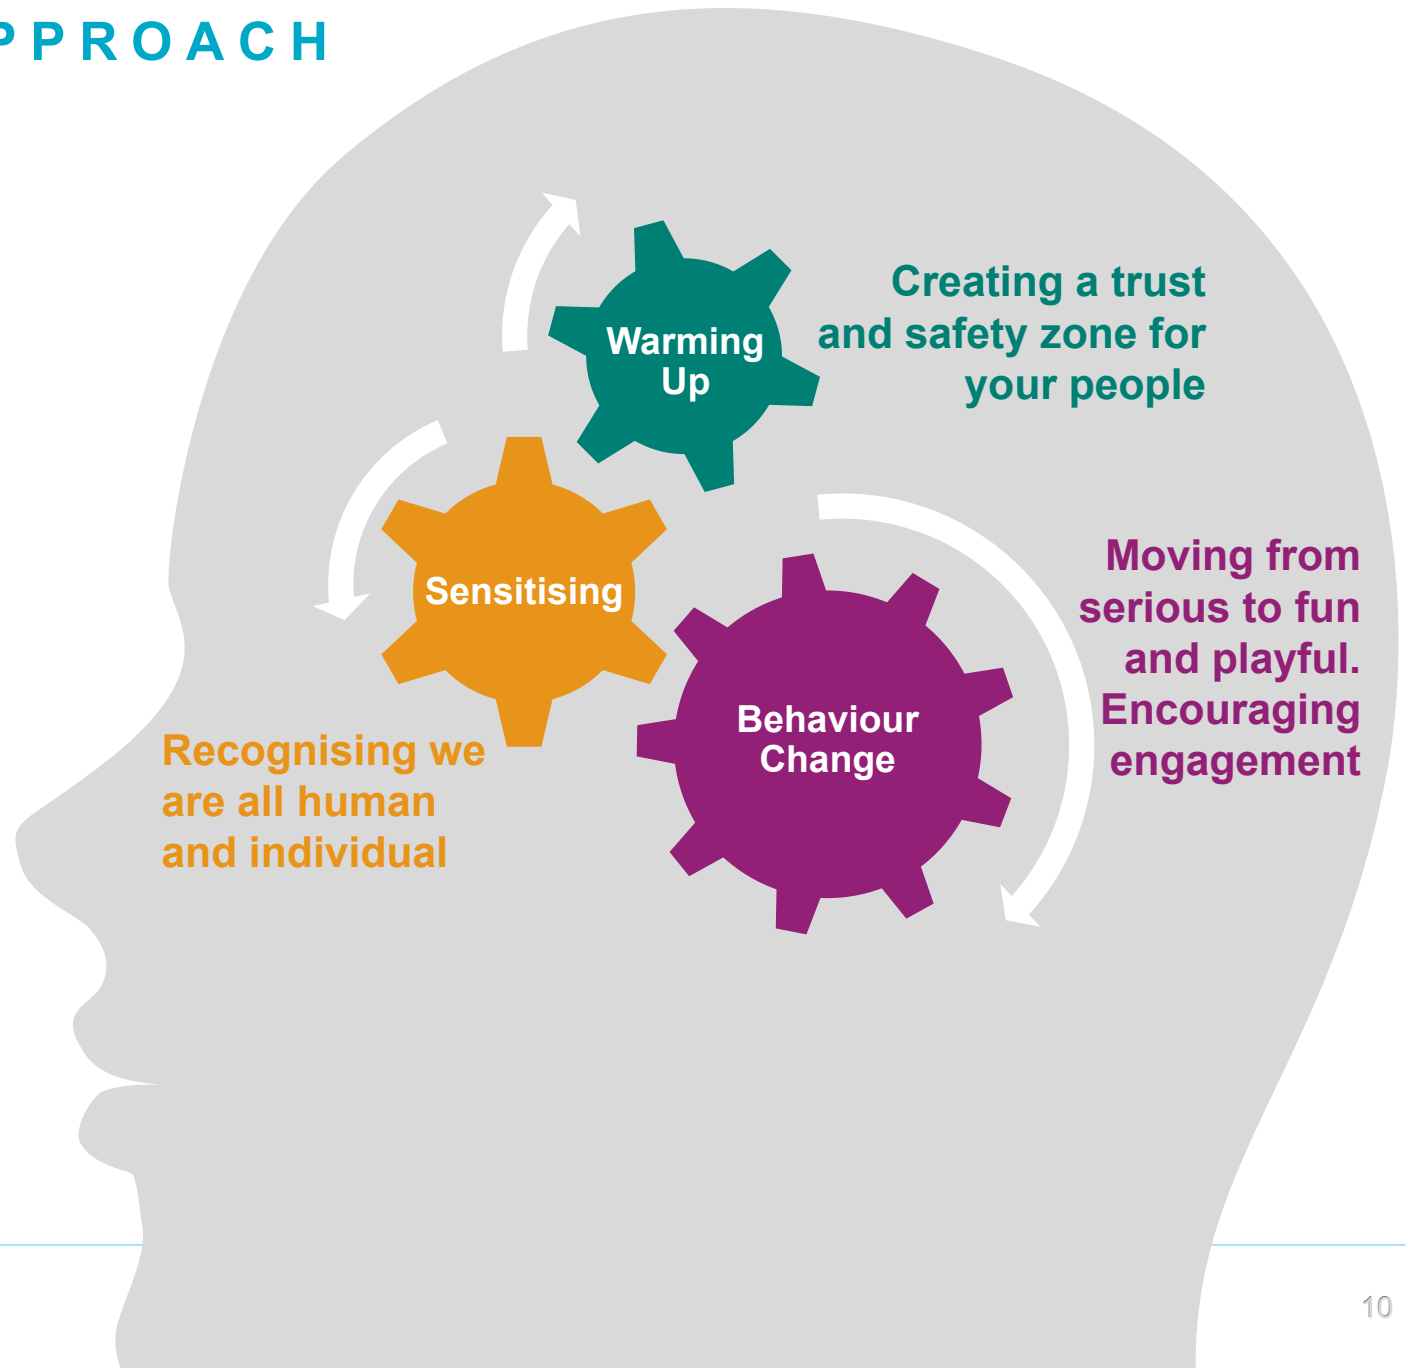 PPROACH
Warming
Up
Creating a trust
and safety zone for
your people
Sensitising
Recognising we
are all human
and individual
Behaviour
Change
Moving from
serious to fun
and playful.
Encouraging
engagement
10